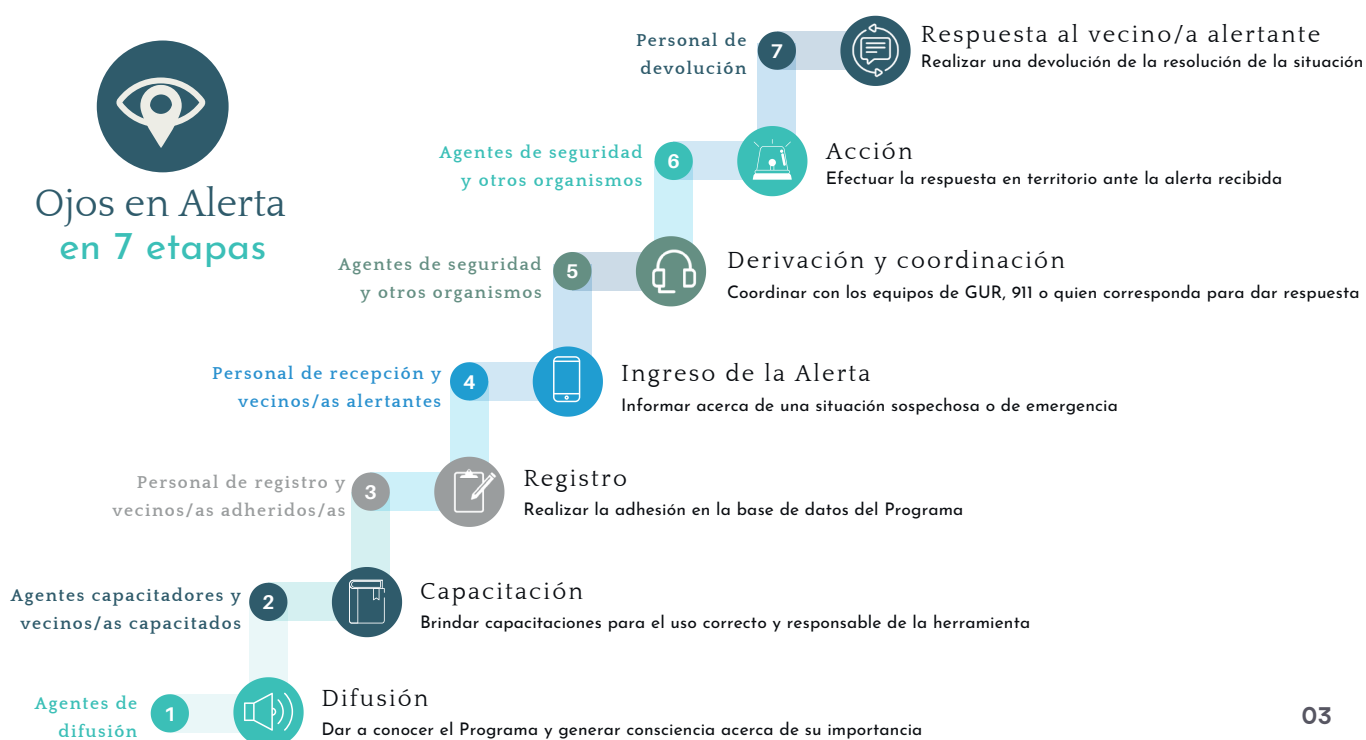 Ojos en Alerta
en 7 etapas
Personal de
devolución
7
Respuesta al vecino/a alertante
Realizar una devolución de la resolución de la situación
Agentes de seguridad
y otros organismos
6
Acción
Efectuar la respuesta en territorio ante la alerta recibida
Agentes de seguridad
y otros organismos
5
Derivación y coordinación
Coordinar con los equipos de GUR, 911 o quien corresponda para dar respuesta
Personal de recepción y
vecinos/as alertantes
4
Ingreso de la Alerta
Informar acerca de una situación sospechosa o de emergencia
Personal de registro y
vecinos/as adheridos/as
3
Registro
Realizar la adhesión en la base de datos del Programa
Agentes capacitadores y
vecinos/as capacitados
2
Capacitación
Brindar capacitaciones para el uso correcto y responsable de la herramienta
Agentes de
difusión
1
Difusión
Dar a conocer el Programa y generar consciencia acerca de su importancia
03